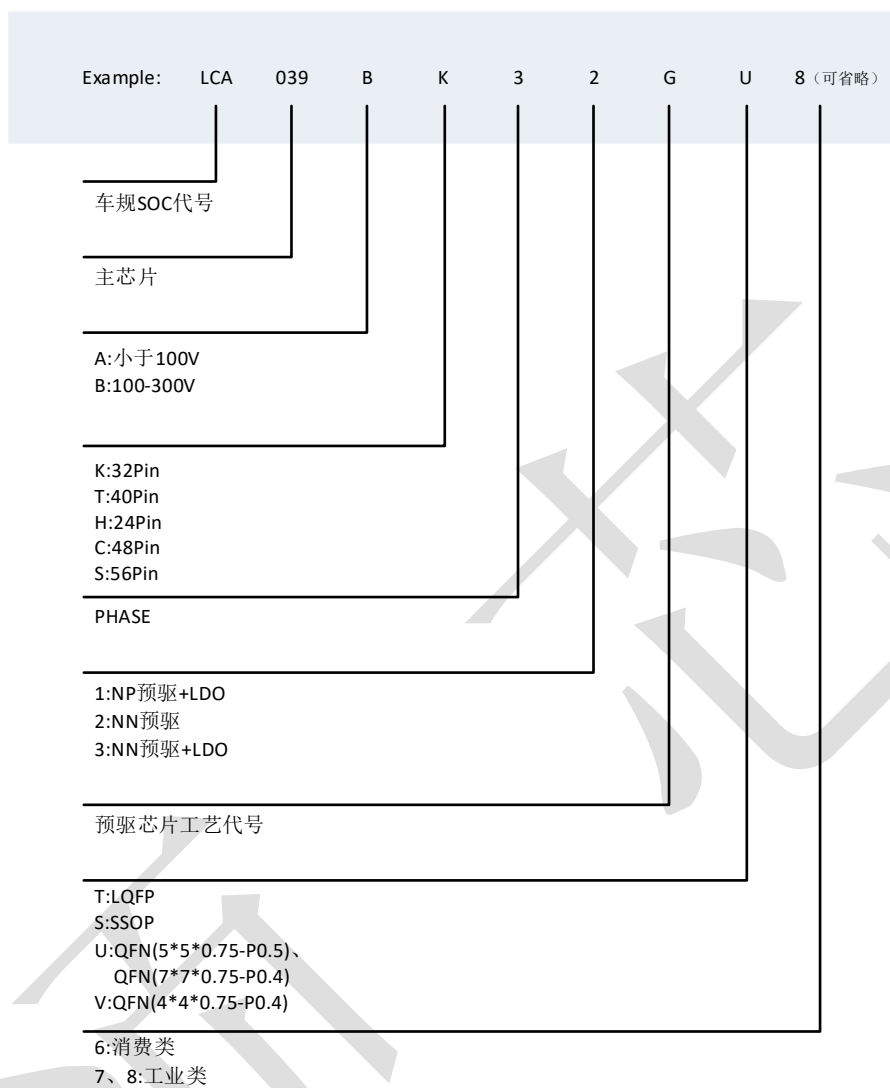 Example: LCA 039 B K 3 2 G U 8（可省略）
车规SOC代号
主芯片
A:小于100V
B:100-300V
K:32Pin
T:40Pin
H:24Pin
C:48Pin
S:56Pin
PHASE
1:NP预驱+LDO
2:NN预驱
3:NN预驱+LDO
预驱芯片工艺代号
T:LQFP
S:SSOP
U:QFN(5*5*0.75-P0.5)、
QFN(7*7*0.75-P0.4)
V:QFN(4*4*0.75-P0.4)
6:消费类
7、8:工业类